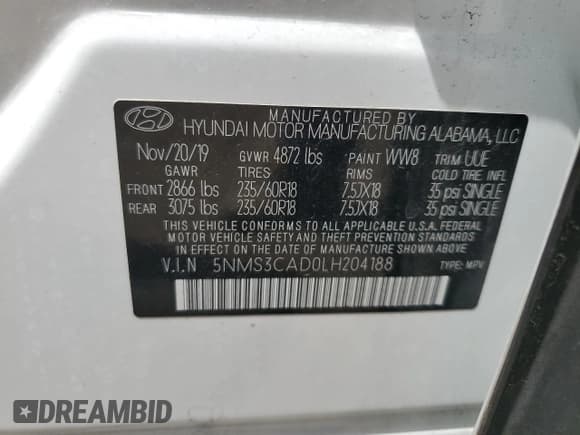 MANUFACTURED BY
HYUNDAI MOTOR MANUFACTURING ALABAMA, LLC
Nov/20/19 GVWR 4872 lbs PAINT WW8 TRIM UUE
GAWR TIRES RIMS COLD TIRE INFL
FRONT 2866 lbs 235/60R18 7.5JX18 35 psi SINGLE
REAR 3075 lbs 235/60R18 7.5JX18 35 psi SINGLE
THIS VEHICLE CONFORMS TO ALL APPLICABLE U.S.A. FEDERAL
MOTOR VEHICLE SAFETY AND THEFT PREVENTION STANDARDS
IN EFFECT ON THE DATE OF MANUFACTURE SHOWN ABOVE.
V.I.N 5NMS3CAD0LH204188 TYPE: MPV
DREAMBID